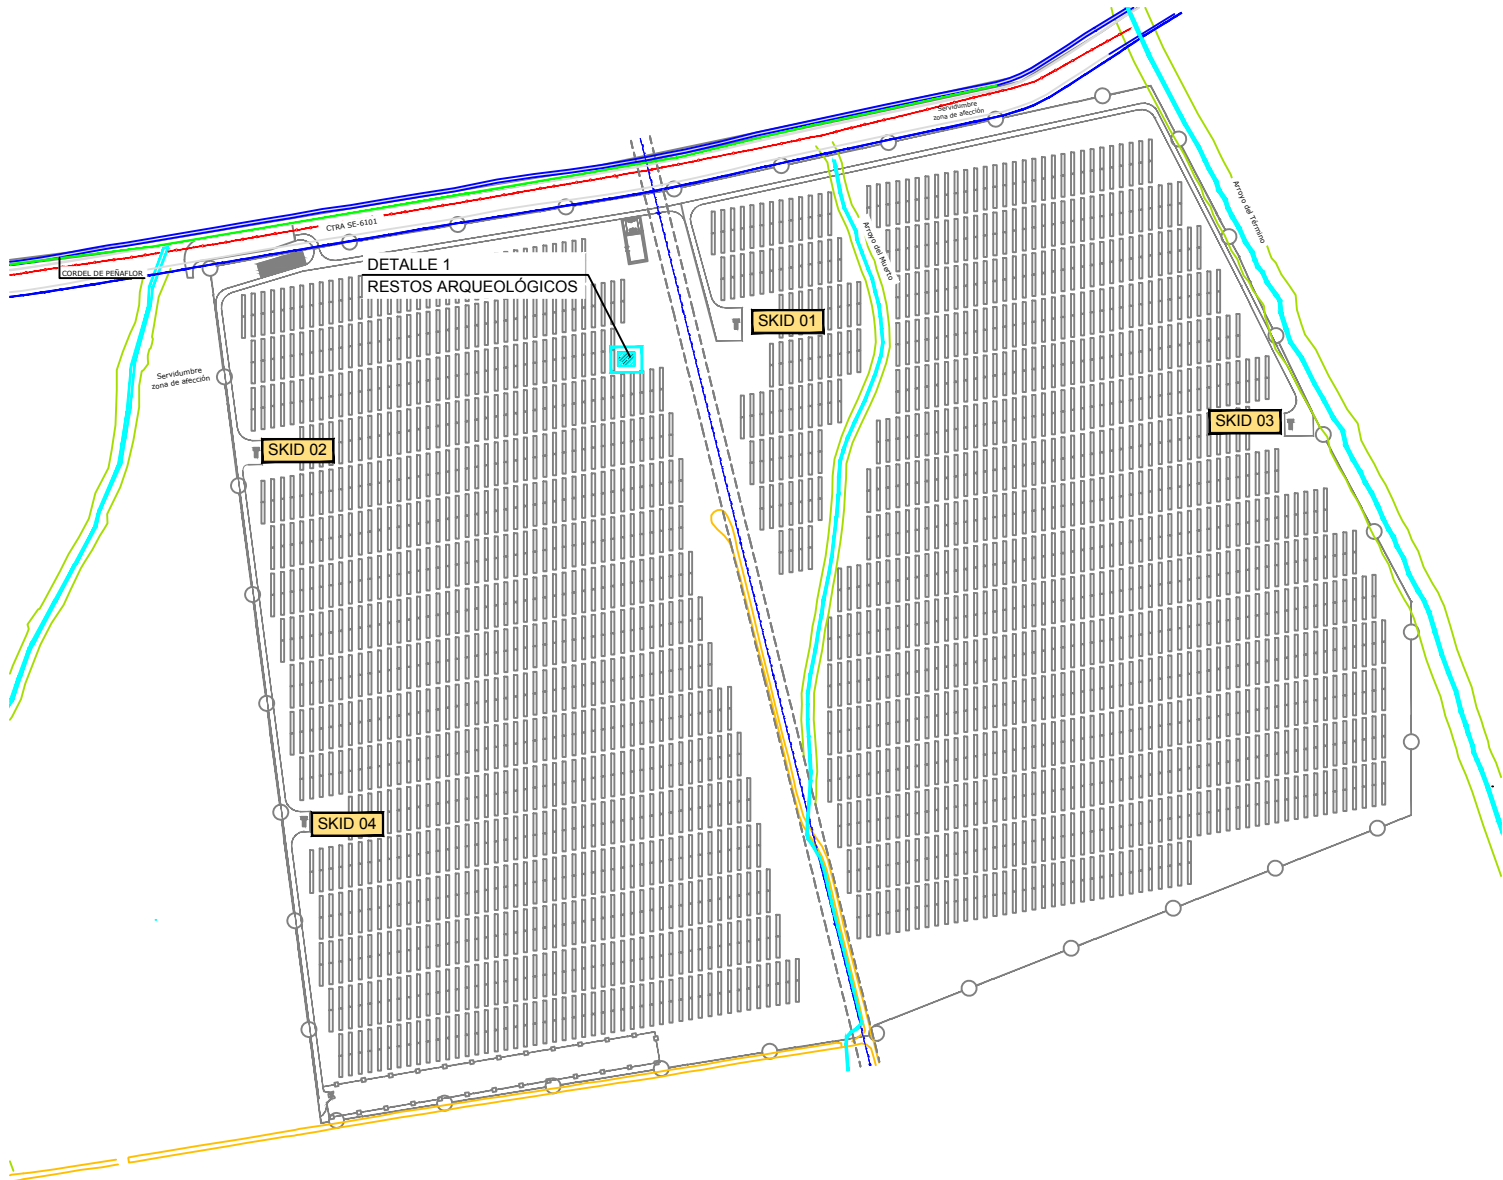 Servidumbre
zona de afección
Arroyo del Término
CTRA SE-6101
Arroyo del Muerto
DETALLE 1
CORDEL DE PEÑAFLOR
RESTOS ARQUEOLÓGICOS
SKID 01
Servidumbre
zona de afección
SKID 03
SKID 02
SKID 04